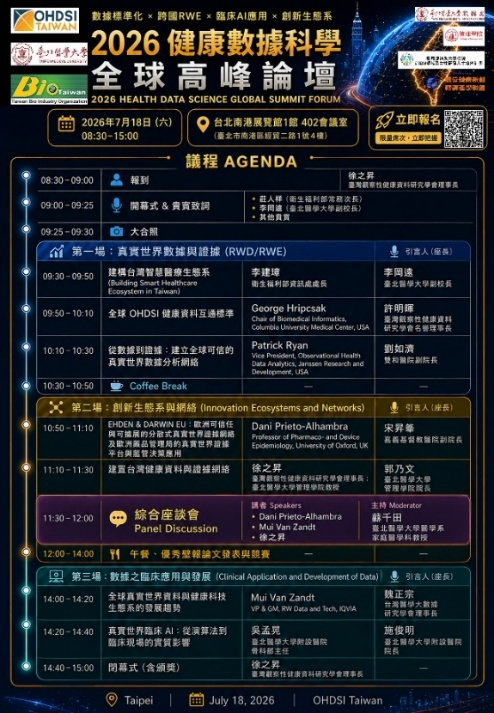 OHDSI
TAIWAN
數據標準化 × 跨國RWE × 臨床AI應用 × 創新生態系
2026 健康數據科學
全球高峰論壇
2026 HEALTH DATA SCIENCE GLOBAL SUMMIT FORUM
臺北醫學大學
BioTaiwan
Taiwan Bio-Industry Organization
2026年7月18日 (六)
08:30-15:00
台北南港展覽館1館 402會議室
(臺北市南港區經貿二路1號4樓)
立即報名
限量席次,立即把握
議程 AGENDA
08:30-09:00 報到 徐之昇
臺灣觀察性健康資料研究學會理事長
09:00-09:25 開幕式 & 貴賓致詞
• 莊人祥 (衛生福利部常務次長)
• 李岡遠 (臺北醫學大學副校長)
• 其他貴賓
09:25-09:30 大合照
第一場:真實世界數據與證據 (RWD/RWE) 引言人 (座長)
09:30-09:50 建構台灣智慧醫療生態系
(Building Smart Healthcare
Ecosystem in Taiwan)
李建璋
衛生福利部資訊處處長
李岡遠
臺北醫學大學副校長
09:50-10:10 全球 OHDSI 健康資料互通標準
George Hripcsak
Chair of Biomedical Informatics,
Columbia University Medical Center, USA
許明暉
臺灣觀察性健康資料
研究學會名譽理事長
10:10-10:30 從數據到證據:建立全球可信的
真實世界數據分析網絡
Patrick Ryan
Vice President, Observational Health
Data Analytics, Janssen Research and
Development, USA
劉如濟
雙和醫院副院長
10:30-10:50 Coffee Break — —
第二場:創新生態系與網絡 (Innovation Ecosystems and Networks) 引言人 (座長)
10:50-11:10 EHDEN & DARWIN EU:歐洲可信任
與可擴展的分散式真實世界證據網絡
及歐洲藥品管理局的真實世界證據
平台與監管決策應用
Dani Prieto-Alhambra
Professor of Pharmaco- and Device
Epidemiology, University of Oxford, UK
宋昇峯
嘉義基督教醫院副院長
11:10-11:30 建置台灣健康資料與證據網絡
徐之昇
臺灣觀察性健康資料研究學會理事長;
臺北醫學大學管理學院教授
郭乃文
臺北醫學大學
管理學院院長
11:30-12:00 綜合座談會
Panel Discussion
講者 Speakers
• Dani Prieto-Alhambra
• Mui Van Zandt
• 徐之昇
主持 Moderator
蘇千田
臺北醫學大學醫學系
家庭醫學科教授
12:00-14:00 午餐、優秀壁報論文發表與競賽 — —
第三場:數據之臨床應用與發展 (Clinical Application and Development of Data) 引言人 (座長)
14:00-14:20 全球真實世界資料與健康科技
生態系的發展趨勢
Mui Van Zandt
VP & GM, RW Data and Tech, IQVIA
魏正宗
台灣醫學大數據
研究學會理事長
14:20-14:40 真實世界臨床 AI:從演算法到
臨床現場的實質影響
吳孟晃
臺北醫學大學附設醫院
骨科部主任
施俊明
臺北醫學大學附設醫院
院長
14:40-15:00 閉幕式 (含頒獎)
徐之昇
臺灣觀察性健康資料研究學會理事長
Taipei | July 18, 2026 | OHDSI Taiwan